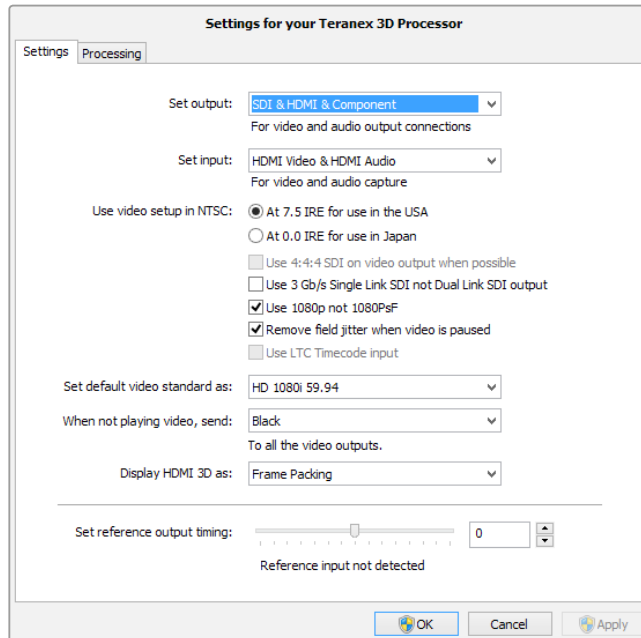 Settings for your Teranex 3D Processor
Settings Processing
Set output: SDI & HDMI & Component
For video and audio output connections
Set input: HDMI Video & HDMI Audio
For video and audio capture
Use video setup in NTSC: At 7.5 IRE for use in the USA
At 0.0 IRE for use in Japan
Use 4:4:4 SDI on video output when possible
Use 3 Gb/s Single Link SDI not Dual Link SDI output
Use 1080p not 1080PsF
Remove field jitter when video is paused
Use LTC Timecode input
Set default video standard as: HD 1080i 59.94
When not playing video, send: Black
To all the video outputs.
Display HDMI 3D as: Frame Packing
Set reference output timing: 0
Reference input not detected
OK Cancel Apply